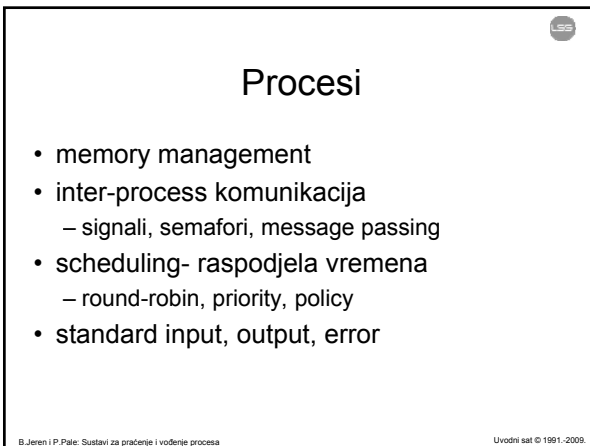 LSS
Procesi
• memory management
• inter-process komunikacija
– signali, semafori, message passing
• scheduling- raspodjela vremena
– round-robin, priority, policy
• standard input, output, error
B.Jeren i P.Pale: Sustavi za praćenje i vođenje procesa
Uvodni sat © 1991.-2009.